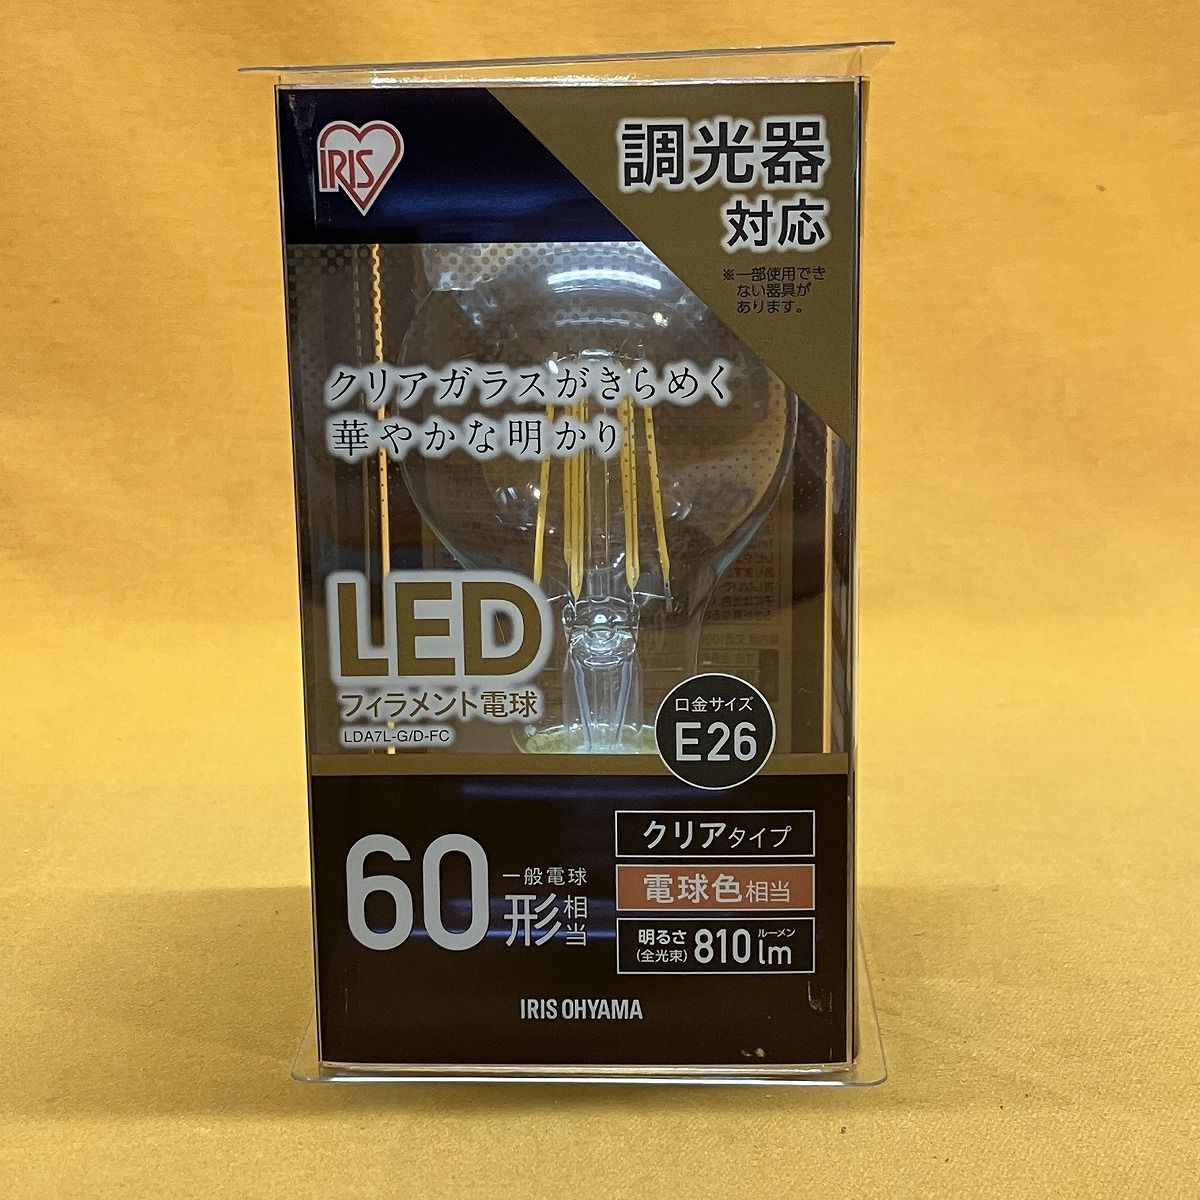 IRIS
調光器
対応
※一部使用でき
ない器具が
あります。
クリアガラスがきらめく
華やかな明かり
LED
フィラメント電球
LDA7L-G/D-FC
口金サイズ
E26
60
一般電球
形
相当
クリアタイプ
電球色相当
明るさ
(全光束)
810
ルーメン
lm
IRIS OHYAMA